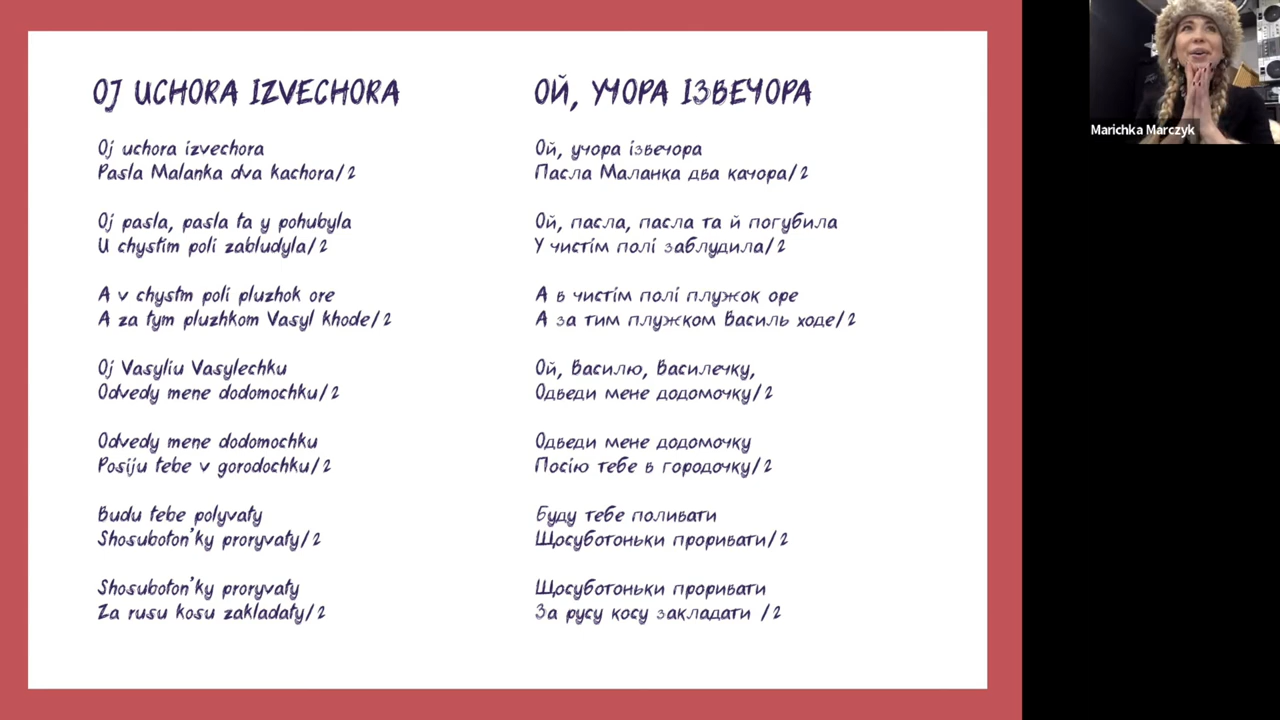 OJ UCHORA IZVECHORA
Oj uchora izvechora
Pasla Malanka dva kachora/2
Oj pasla, pasla ta y pohubyla
U chystim poli zabludyla/2
A v chystm poli pluzhok ore
A za tym pluzhkom Vasyl khode/2
Oj Vasyliu Vasylechku
Odvedy mene dodomochku/2
Odvedy mene dodomochku
Posiju tebe v gorodochku/2
Budu tebe polyvaty
Shosuboton'ky proryvaty/2
Shosuboton'ky proryvaty
Za rusu kosu zakladaty/2
ОЙ, УЧОРА ІЗВЕЧОРА
Ой, учора ізвечора
Пасла Маланка два качора/2
Ой, пасла, пасла та й погубила
У чистім полі заблудила/2
А в чистім полі плужок оре
А за тим плужком Василь ходе/2
Ой, Василю, Василечку,
Одведи мене додомочку/2
Одведи мене додомочку
Посію тебе в городочку/2
Буду тебе поливати
Щосуботоньки проривати/2
Щосуботоньки проривати
За русу косу закладати /2
Marichka Marczyk